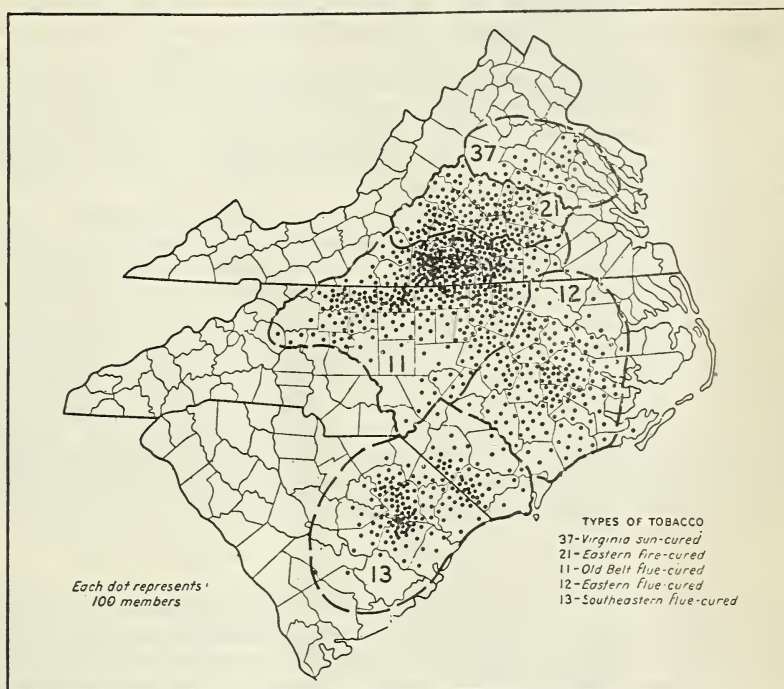 37
21
12
11
13
TYPES OF TOBACCO
37-Virginia sun-cured
21-Eastern fire-cured
11-Old Belt flue-cured
12-Eastern flue-cured
13-Southeastern flue-cured
Each dot represents
100 members